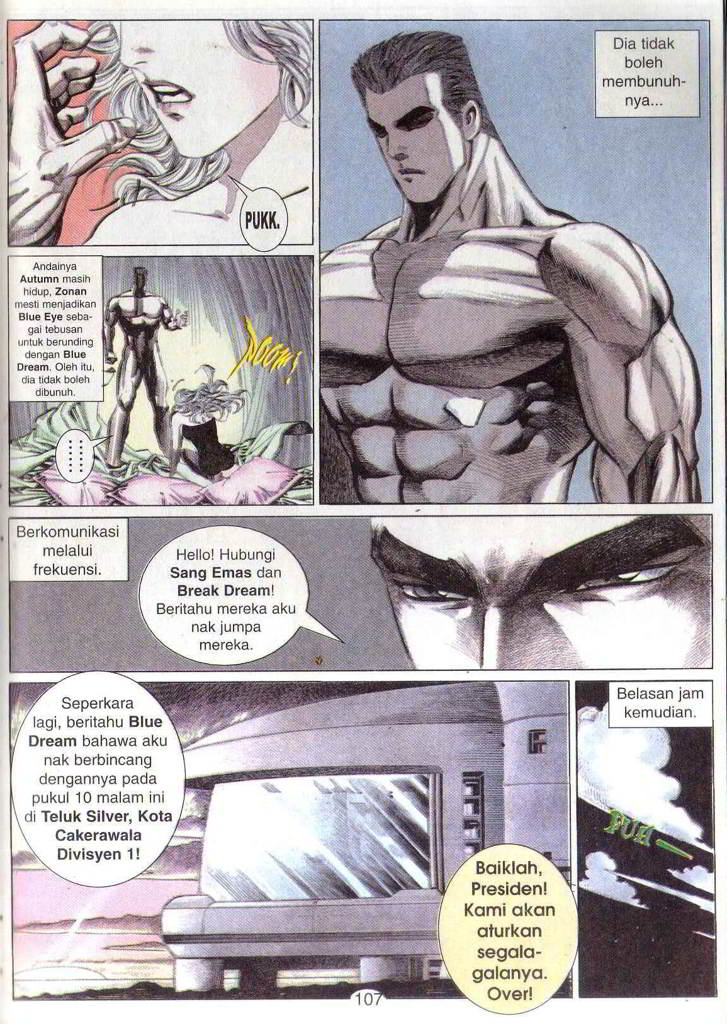 PUKK.
Dia tidak
boleh
membunuh-
nya...
Andainya
Autumn masih
hidup, Zonan
mesti menjadikan
Blue Eye seba-
gai tebusan
untuk berunding
dengan Blue
Dream. Oleh itu,
dia tidak boleh
dibunuh.
ZOOM!
Berkomunikasi
melalui
frekuensi.
Hello! Hubungi
Sang Emas dan
Break Dream!
Beritahu mereka aku
nak jumpa
mereka.
Seperkara
lagi, beritahu Blue
Dream bahawa aku
nak berbincang
dengannya pada
pukul 10 malam ini
di Teluk Silver, Kota
Cakerawala
Divisyen 1!
Baiklah,
Presiden!
Kami akan
aturkan
segala-
galanya.
Over!
Belasan jam
kemudian.
PUH
107